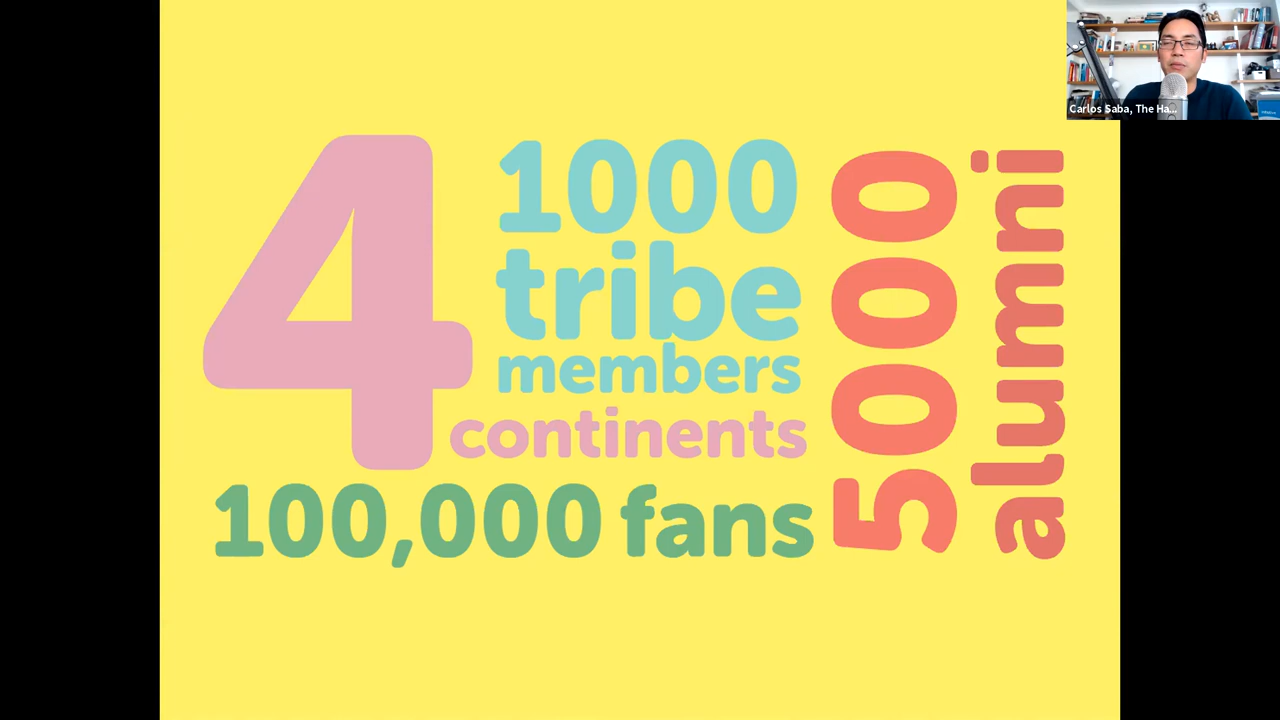 4
1000
tribe
members
continents
100,000 fans
5000
alumni
Carlos Saba, The Ha...